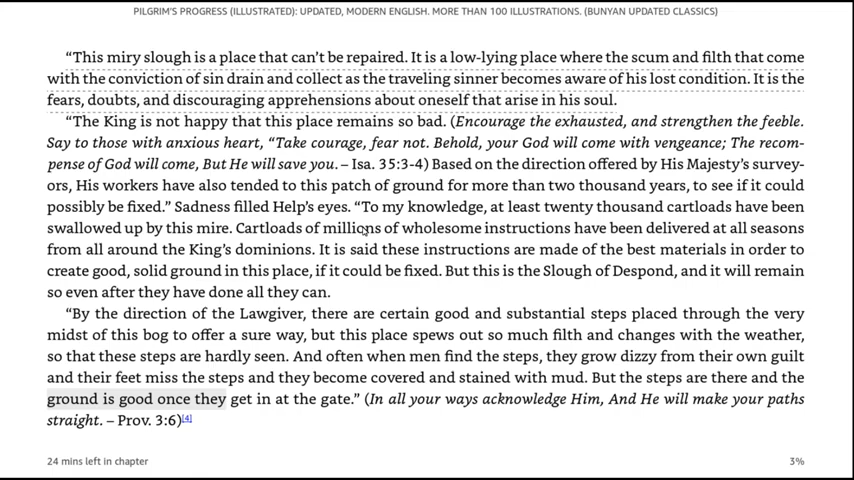 PILGRIM'S PROGRESS (ILLUSTRATED): UPDATED, MODERN ENGLISH. MORE THAN 100 ILLUSTRATIONS. (BUNYAN UPDATED CLASSICS)
“This miry slough is a place that can’t be repaired. It is a low-lying place where the scum and filth that come
with the conviction of sin drain and collect as the traveling sinner becomes aware of his lost condition. It is the
fears, doubts, and discouraging apprehensions about oneself that arise in his soul.
“The King is not happy that this place remains so bad. (Encourage the exhausted, and strengthen the feeble.
Say to those with anxious heart, “Take courage, fear not. Behold, your God will come with vengeance; The recom-
pense of God will come, But He will save you. – Isa. 35:3-4) Based on the direction offered by His Majesty’s survey-
ors, His workers have also tended to this patch of ground for more than two thousand years, to see if it could
possibly be fixed.” Sadness filled Help’s eyes. “To my knowledge, at least twenty thousand cartloads have been
swallowed up by this mire. Cartloads of millions of wholesome instructions have been delivered at all seasons
from all around the King’s dominions. It is said these instructions are made of the best materials in order to
create good, solid ground in this place, if it could be fixed. But this is the Slough of Despond, and it will remain
so even after they have done all they can.
“By the direction of the Lawgiver, there are certain good and substantial steps placed through the very
midst of this bog to offer a sure way, but this place spews out so much filth and changes with the weather,
so that these steps are hardly seen. And often when men find the steps, they grow dizzy from their own guilt
and their feet miss the steps and they become covered and stained with mud. But the steps are there and the
ground is good once they get in at the gate.” (In all your ways acknowledge Him, And He will make your paths
straight. – Prov. 3:6)[4]
24 mins left in chapter
3%